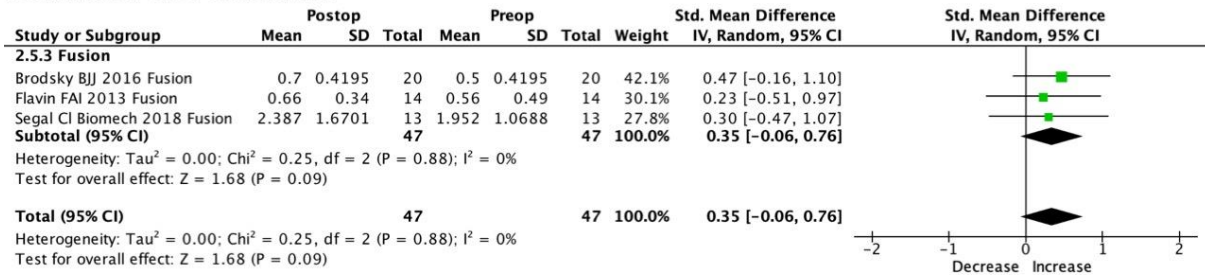 Postop Preop Std. Mean Difference Std. Mean Difference
Study or Subgroup Mean SD Total Mean SD Total Weight IV, Random, 95% CI IV, Random, 95% CI
2.5.3 Fusion
Brodsky BJJ 2016 Fusion 0.7 0.4195 20 0.5 0.4195 20 42.1% 0.47 [-0.16, 1.10]
Flavin FAI 2013 Fusion 0.66 0.34 14 0.56 0.49 14 30.1% 0.23 [-0.51, 0.97]
Segal Cl Biomech 2018 Fusion 2.387 1.6701 13 1.952 1.0688 13 27.8% 0.30 [-0.47, 1.07]
Subtotal (95% CI) 47 47 100.0% 0.35 [-0.06, 0.76]
Heterogeneity: Tau² = 0.00; Chi² = 0.25, df = 2 (P = 0.88); I² = 0%
Test for overall effect: Z = 1.68 (P = 0.09)
Total (95% CI) 47 47 100.0% 0.35 [-0.06, 0.76]
Heterogeneity: Tau² = 0.00; Chi² = 0.25, df = 2 (P = 0.88); I² = 0%
-2 -1 0 1 2
Test for overall effect: Z = 1.68 (P = 0.09)
Decrease Increase